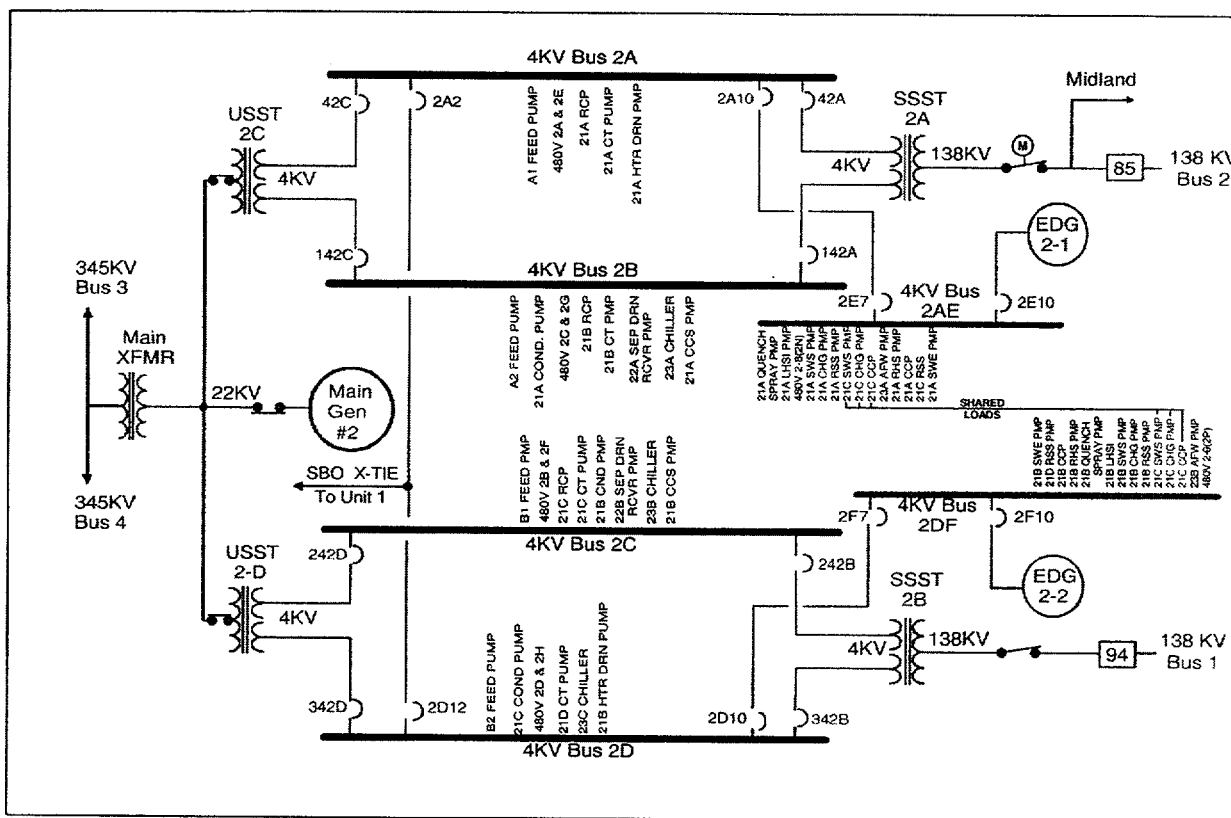 4KV Bus 2A
42C
2A2
2A10
42A
A1 FEED PUMP
480V 2A & 2E
21A RCP
21A CT PUMP
21A HTR DRN PMP
USST
2C
4KV
SSST
2A
4KV
138KV
M
Midland
85
138 KV
Bus 2
142C
142A
4KV Bus 2B
A2 FEED PUMP
21A COND. PUMP
480V 2C & 2G
21B RCP
21B CT PMP
22A SEP DRN
RCVR PMP
23A CHILLER
21A CCS PMP
EDG
2-1
2E7
4KV Bus
2AE
2E10
21A QUENCH
SPRAY PMP
21A LHSI PMP
480V 2-8(2N)
21A SWS PMP
21A CHG PMP
21A RSS PMP
21C SWS PMP
21C CHG PMP
21C CCP
23A AFW PMP
21A RHS PMP
21A CCP
21C RSS
21A SWE PMP
SHARED
LOADS
345KV
Bus 3
Main
XFMR
22KV
Main
Gen
#2
345KV
Bus 4
SBO X-TIE
To Unit 1
B1 FEED PMP
480V 2B & 2F
21C RCP
21C CT PUMP
21B CND PMP
22B SEP DRN
RCVR PMP
23B CHILLER
21B CCS PMP
21B SWE PMP
21D RSS PMP
21B CCP
21B RHS PMP
21B QUENCH
SPRAY PMP
21B LHSI
21B SWS PMP
21B CHG PMP
21B RSS PMP
21C SWS PMP
21C CHG PMP
21C CCP
23B AFW PMP
480V 2-6(2P)
4KV Bus
2DF
2F7
2F10
4KV Bus 2C
242D
242B
USST
2-D
4KV
SSST
2B
4KV
138KV
EDG
2-2
94
138 KV
Bus 1
B2 FEED PUMP
21C COND PUMP
480V 2D & 2H
21D CT PUMP
23C CHILLER
21B HTR DRN PUMP
342D
2D12
2D10
342B
4KV Bus 2D